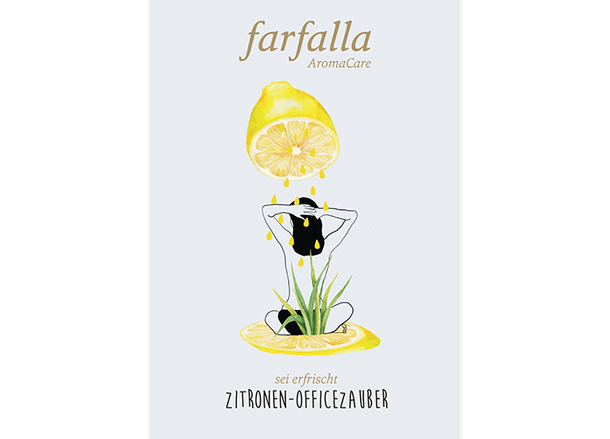 farfalla
AromaCare
sei erfrischt
ZITRONEN-OFFICEZAUBER